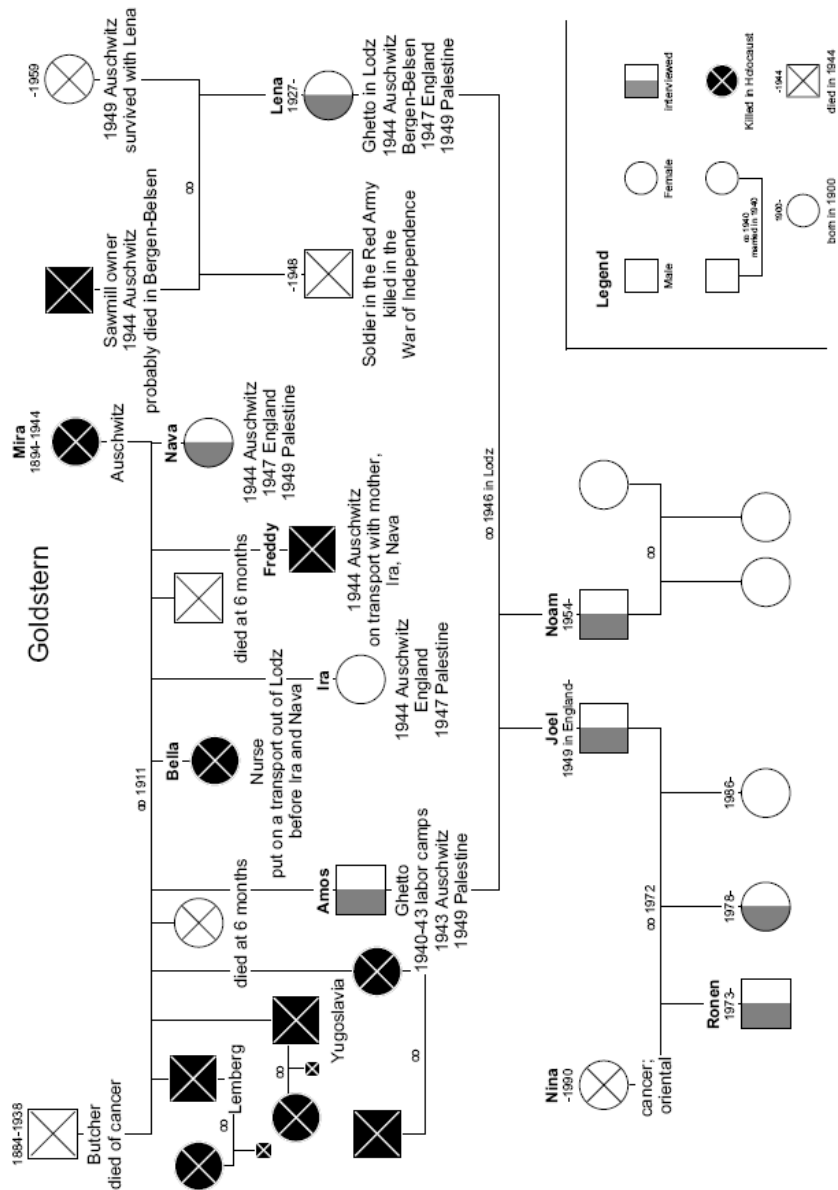 Goldstern
1884-1938
Butcher
died of cancer
∞ 1911
Mira
1894-1944
Auschwitz
∞
Lemberg
∞
Yugoslavia
∞
died at 6 months
Amos
Ghetto
1940-43 labor camps
1943 Auschwitz
1949 Palestine
Bella
Nurse
put on a transport out of Lodz
before Ira and Nava
Ira
1944 Auschwitz
England
1947 Palestine
died at 6 months
Freddy
1944 Auschwitz
on transport with mother,
Ira, Nava
Nava
1944 Auschwitz
1947 England
1949 Palestine
Sawmill owner
1944 Auschwitz
probably died in Bergen-Belsen
∞
-1959
1949 Auschwitz
survived with Lena
-1948
Soldier in the Red Army
killed in the
War of Independence
Lena
1927-
Ghetto in Lodz
1944 Auschwitz
Bergen-Belsen
1947 England
1949 Palestine
∞ 1946 in Lodz
Nina
-1990
cancer;
oriental
∞ 1972
Joel
1949 in England-
Noam
1954-
∞
Ronen
1973-
1978-
1986-
Legend
Male
Female
interviewed
∞ 1940
married in 1940
Killed in Holocaust
1900-
born in 1900
-1944
died in 1944